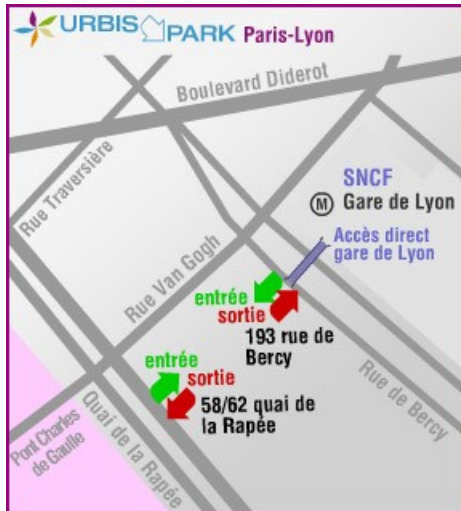 URBIS PARK Paris-Lyon
Boulevard Diderot
Rue Traversière
SNCF
M Gare de Lyon
Accès direct
gare de Lyon
Rue Van Gogh
entrée
sortie
193 rue de
Bercy
entrée
sortie
58/62 quai de
la Rapée
Rue de Bercy
Pont Charles
de Gaulle
Quai de la Rapée